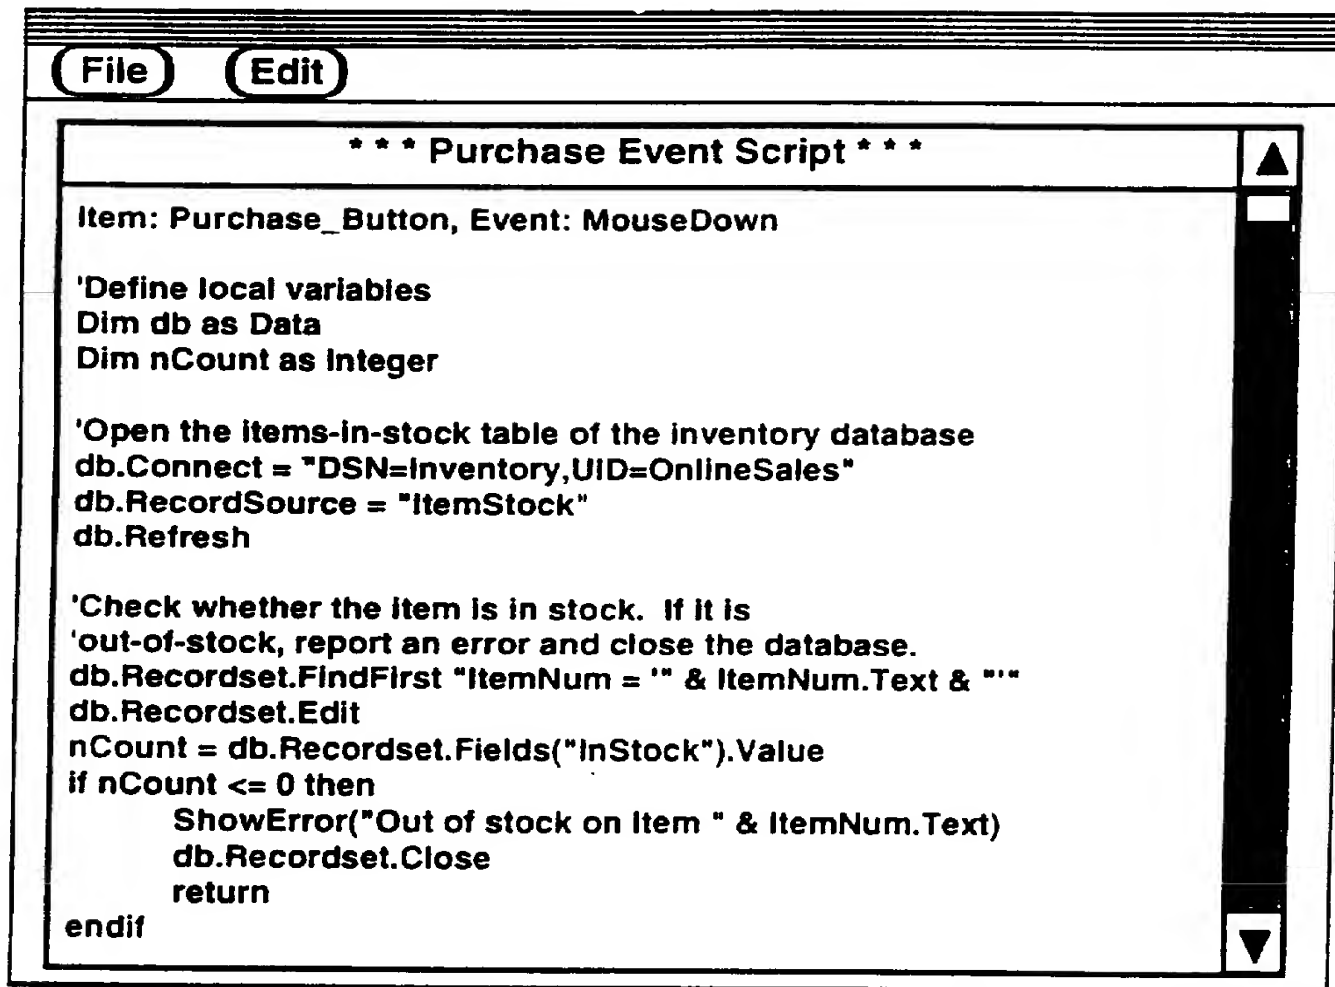 File Edit
* * * Purchase Event Script * * *
Item: Purchase_Button, Event: MouseDown
'Define local variables
Dim db as Data
Dim nCount as Integer
'Open the items-in-stock table of the inventory database
db.Connect = "DSN=Inventory,UID=OnlineSales"
db.RecordSource = "ItemStock"
db.Refresh
'Check whether the item is in stock.  If it is
'out-of-stock, report an error and close the database.
db.Recordset.FindFirst "ItemNum = '" & ItemNum.Text & "'"
db.Recordset.Edit
nCount = db.Recordset.Fields("InStock").Value
if nCount <= 0 then
ShowError("Out of stock on Item " & ItemNum.Text)
db.Recordset.Close
return
endif